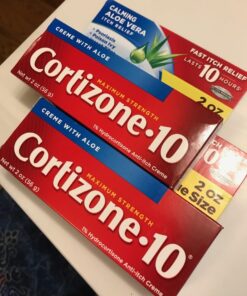 CALMING
ALOE VERA
ITCH RELIEF
FAST ITCH RELIEF
LASTS
10 HOURS
CREME WITH ALOE
MAXIMUM STRENGTH
Cortizone·10
1% Hydrocortisone Anti-Itch Creme
Net wt 2 oz (56 g)
2 oz
CREME WITH ALOE
MAXIMUM STRENGTH
Cortizone·10
1% Hydrocortisone Anti-Itch Creme
Net wt 2 oz (56 g)
2 oz
Size